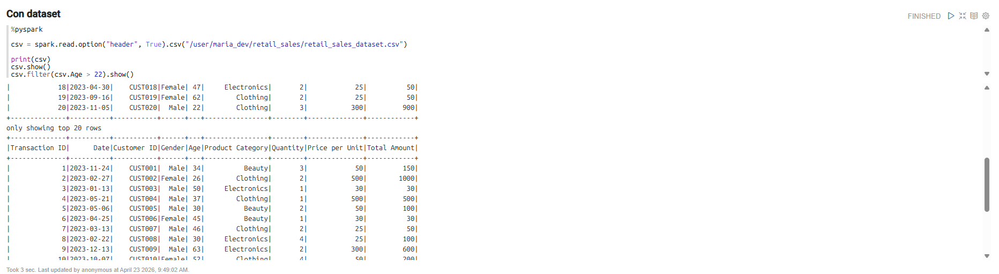 Con dataset
FINISHED
%pyspark
csv = spark.read.option("header", True).csv("/user/maria_dev/retail_sales/retail_sales_dataset.csv")
print(csv)
csv.show()
csv.filter(csv.Age > 22).show()
|            18|2023-04-30|    CUST018|Female| 47|     Electronics|       2|            25|          50|
|            19|2023-09-16|    CUST019|Female| 62|        Clothing|       2|            25|          50|
|            20|2023-11-05|    CUST020|  Male| 22|        Clothing|       3|           300|         900|
+--------------+----------+-----------+------+---+----------------+--------+--------------+------------+
only showing top 20 rows
+--------------+----------+-----------+------+---+----------------+--------+--------------+------------+
|Transaction ID|      Date|Customer ID|Gender|Age|Product Category|Quantity|Price per Unit|Total Amount|
+--------------+----------+-----------+------+---+----------------+--------+--------------+------------+
|             1|2023-11-24|    CUST001|  Male| 34|          Beauty|       3|            50|         150|
|             2|2023-02-27|    CUST002|Female| 26|        Clothing|       2|           500|        1000|
|             3|2023-01-13|    CUST003|  Male| 50|     Electronics|       1|            30|          30|
|             4|2023-05-21|    CUST004|  Male| 37|        Clothing|       1|           500|         500|
|             5|2023-05-06|    CUST005|  Male| 30|          Beauty|       2|            50|         100|
|             6|2023-04-25|    CUST006|Female| 45|          Beauty|       1|            30|          30|
|             7|2023-03-13|    CUST007|  Male| 46|        Clothing|       2|            25|          50|
|             8|2023-02-22|    CUST008|  Male| 30|     Electronics|       4|            25|         100|
|             9|2023-12-13|    CUST009|  Male| 63|     Electronics|       2|           300|         600|
|            10|2023-10-07|    CUST010|Female| 52|        Clothing|       4|            50|         200|
Took 3 sec. Last updated by anonymous at April 23 2026, 9:49:02 AM.